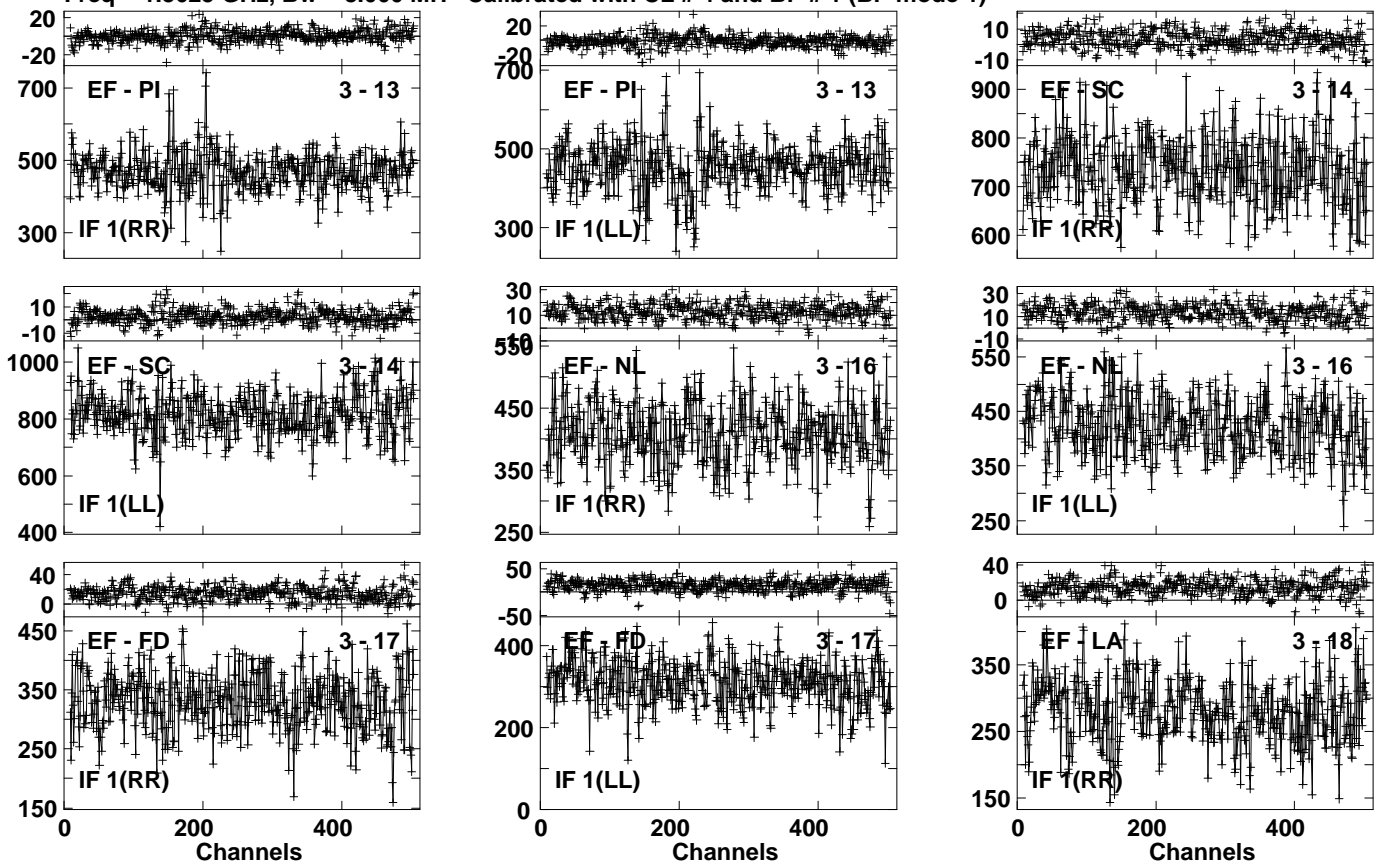 20
-20
700
500
300
EF - PI 3 - 13
IF 1(RR)
20
-20
700
500
300
EF - PI 3 - 13
IF 1(LL)
10
-10
900
800
700
600
EF - SC 3 - 14
IF 1(RR)
10
-10
1000
800
600
400
EF - SC 3 - 14
IF 1(LL)
30
10
-10
550
450
350
250
EF - NL 3 - 16
IF 1(RR)
30
10
-10
550
450
350
250
EF - NL 3 - 16
IF 1(LL)
40
0
450
350
250
150
EF - FD 3 - 17
IF 1(RR)
0 200 400
Channels
50
-50
400
200
0
EF - FD 3 - 17
IF 1(LL)
0 200 400
Channels
40
0
350
250
150
EF - LA 3 - 18
IF 1(RR)
0 200 400
Channels